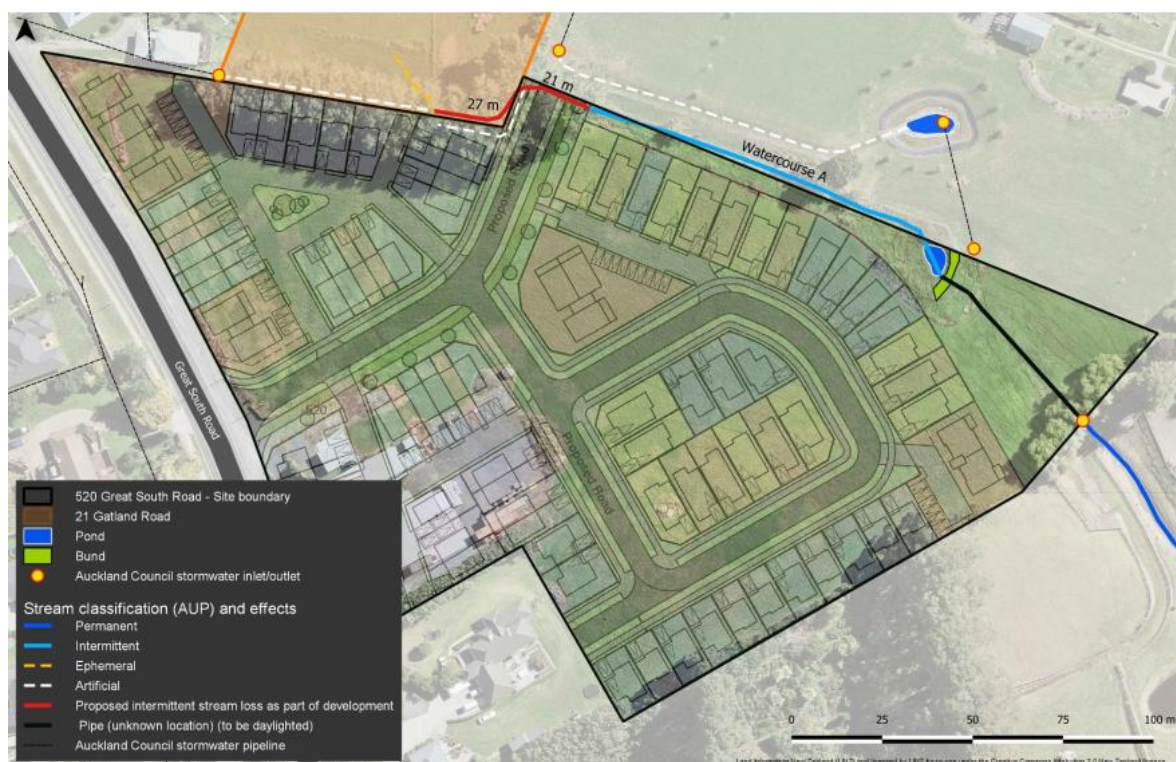 27 m
21 m
Watercourse A
Proposed Road
Great South Road
520
Proposed Road
520 Great South Road - Site boundary
21 Gatland Road
Pond
Bund
Auckland Council stormwater inlet/outlet
Stream classification (AUP) and effects
Permanent
Intermittent
Ephemeral
Artificial
Proposed intermittent stream loss as part of development
Pipe (unknown location) (to be daylighted)
Auckland Council stormwater pipeline
0 25 50 75 100 m